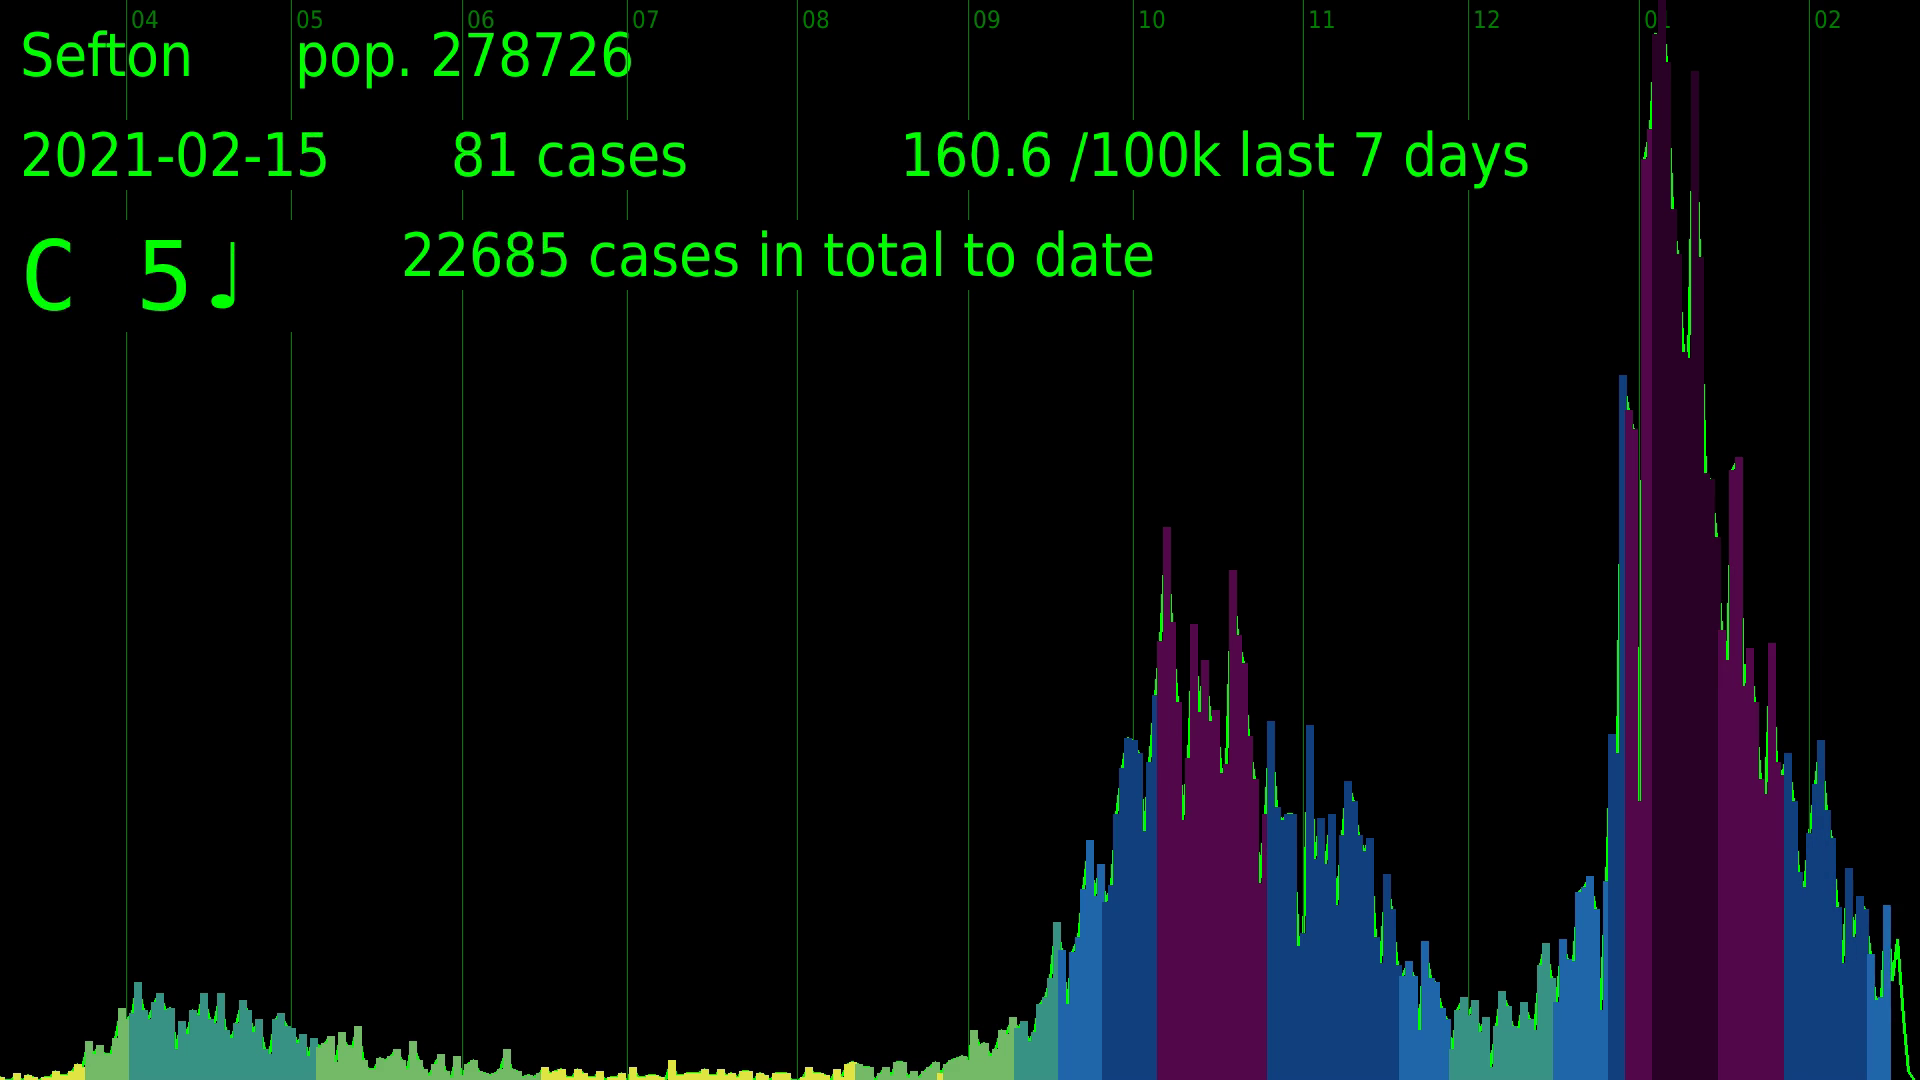 04 05 06 07 08 09 10 11 12 01 02
Sefton pop. 278726
2021-02-15 81 cases 160.6 /100k last 7 days
C 5♩ 22685 cases in total to date